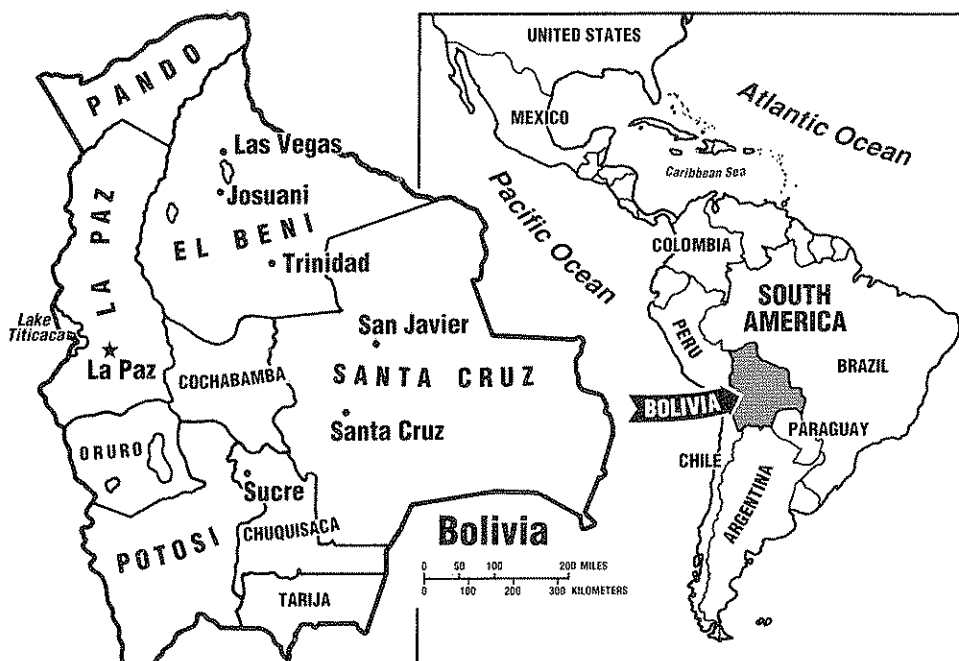 PANDO
Las Vegas
Josuani
LA PAZ
EL BENI
Trinidad
Lake
Titicaca
La Paz
San Javier
COCHABAMBA
SANTA CRUZ
Santa Cruz
ORURO
Sucre
CHUQUISACA
POTOSI
TARIJA
Bolivia
0 50 100 200 MILES
0 100 200 300 KILOMETERS
UNITED STATES
MEXICO
Atlantic Ocean
Caribbean Sea
Pacific Ocean
COLOMBIA
SOUTH
AMERICA
PERU
BRAZIL
BOLIVIA
PARAGUAY
CHILE
ARGENTINA